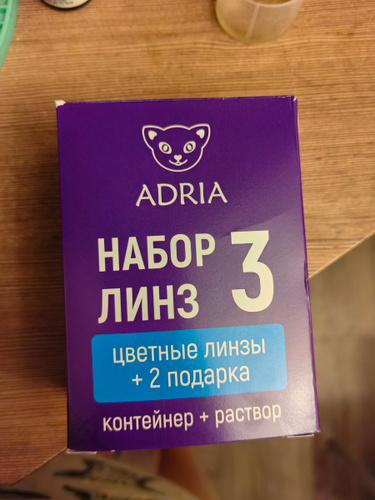 ADRIA
НАБОР
ЛИНЗ 3
цветные линзы
+ 2 подарка
контейнер + раствор